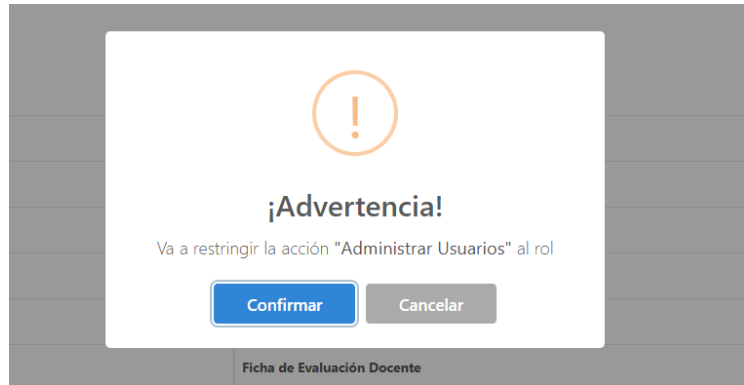 !
¡Advertencia!
Va a restringir la acción "Administrar Usuarios" al rol
Confirmar Cancelar
Ficha de Evaluación Docente